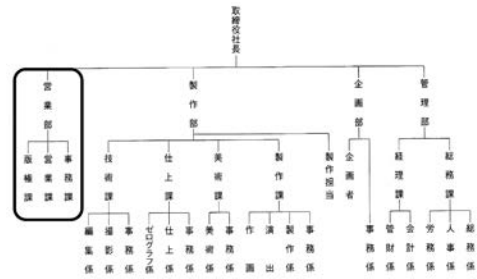 取締役社長
営業部
製作部
企画部
管理部
版権課
営業課
事務課
技術課
仕上課
美術課
製作課
製作担当
企画者
経理課
総務課
編集係
撮影係
事務係
ゼログラフ係
仕上係
事務係
美術係
事務係
作画
演出
製作係
事務係
事務係
管財係
会計係
労務係
人事係
総務係